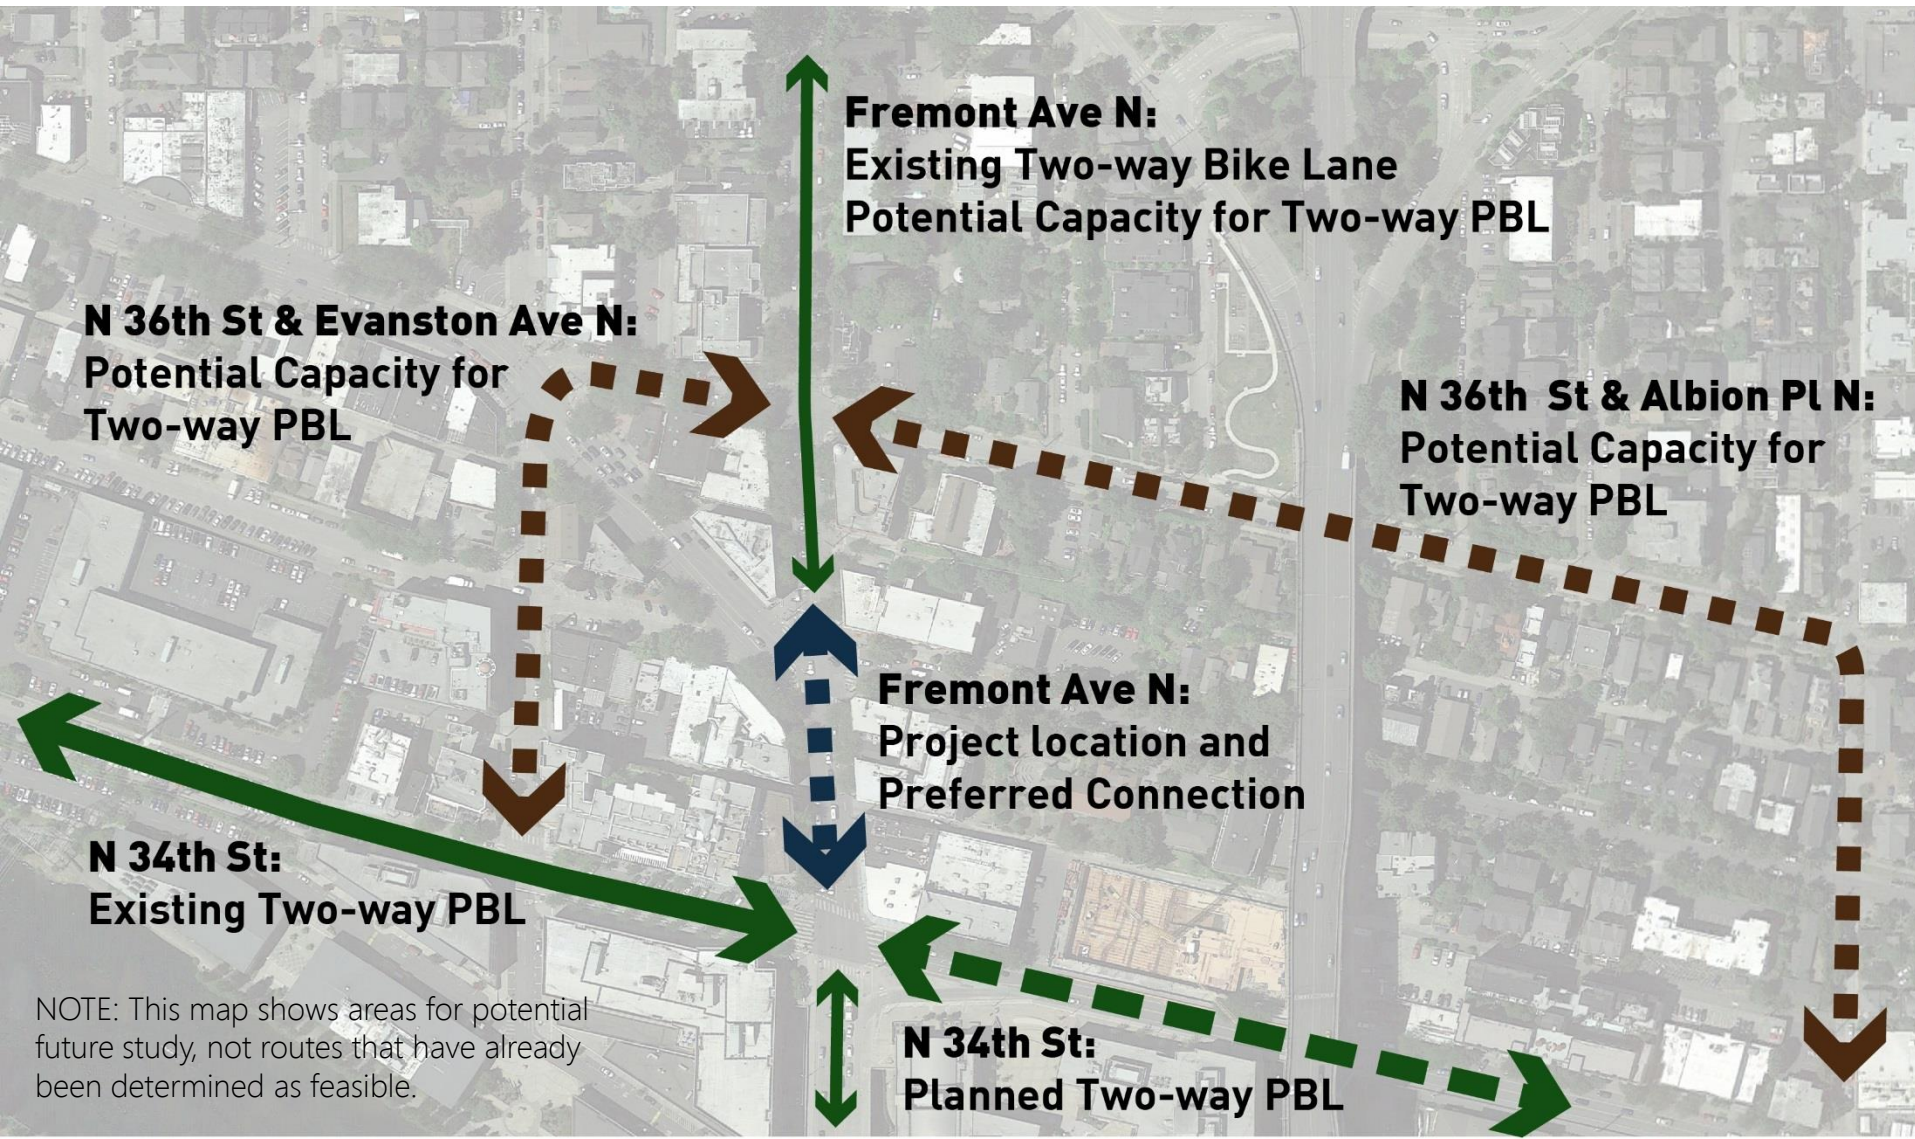 Fremont Ave N:
Existing Two-way Bike Lane
Potential Capacity for Two-way PBL
N 36th St & Evanston Ave N:
Potential Capacity for
Two-way PBL
N 36th St & Albion Pl N:
Potential Capacity for
Two-way PBL
Fremont Ave N:
Project location and
Preferred Connection
N 34th St:
Existing Two-way PBL
NOTE: This map shows areas for potential
future study, not routes that have already
been determined as feasible.
N 34th St:
Planned Two-way PBL